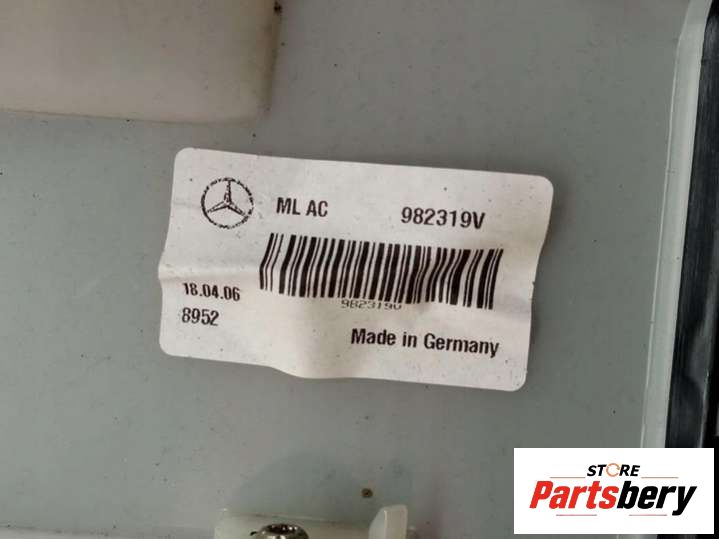 ML AC 982319V
982319V
18.04.06
8952
Made in Germany
STORE
Partsbery